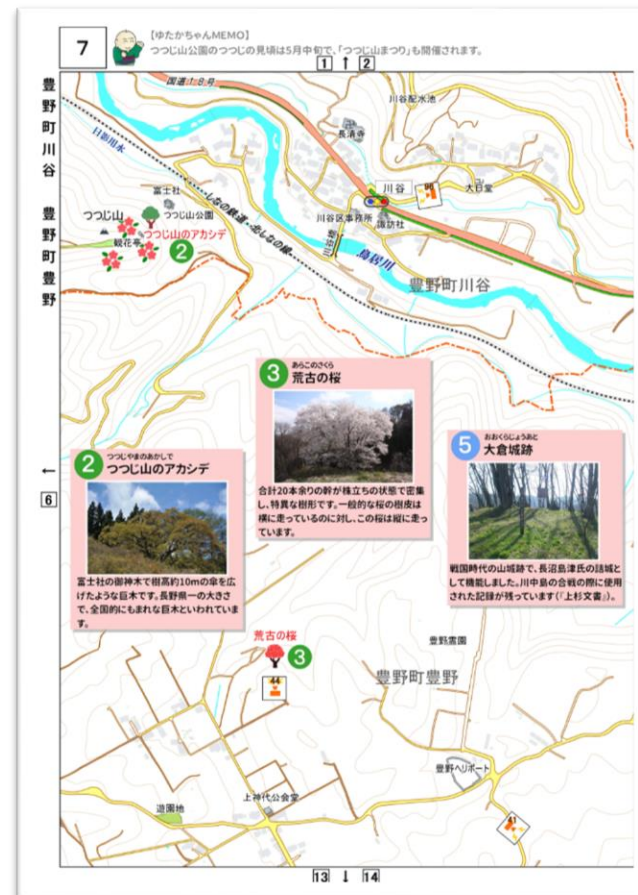 7
【ゆたかちゃんMEMO】
つつじ山公園のつつじの見頃は5月中旬で、「つつじ山まつり」も開催されます。
1 ↑ 2
豊野町川谷 豊野町豊野
国道18号
川谷配水池
日影用水
長清寺
川谷
96
大日堂
富士社
つつじ山公園
つつじ山
つつじ山のアカシデ
観花亭
2
しなの鉄道・北しなの線
川谷区事務所
諏訪社
川谷橋
鳥居川
豊野町川谷
3
あらこのさくら
荒古の桜
合計20本余りの幹が株立ちの状態で密集
し、特異な樹形です。一般的な桜の樹皮は
横に走っているのに対し、この桜は縦に走っ
ています。
5
おおくらじょうあと
大倉城跡
戦国時代の山城跡で、長沼島津氏の詰城
として機能しました。川中島の合戦の際に使用
された記録が残っています(『上杉文書』)。
2
つつじやまのあかしで
つつじ山のアカシデ
富士社の御神木で樹高約10mの傘を広
げたような巨木です。長野県一の大きさ
で、全国的にもまれな巨木といわれていま
す。
←
6
荒古の桜
3
44
豊野霊園
豊野町豊野
豊野ヘリポート
上神代公会堂
遊園地
41
13 ↓ 14